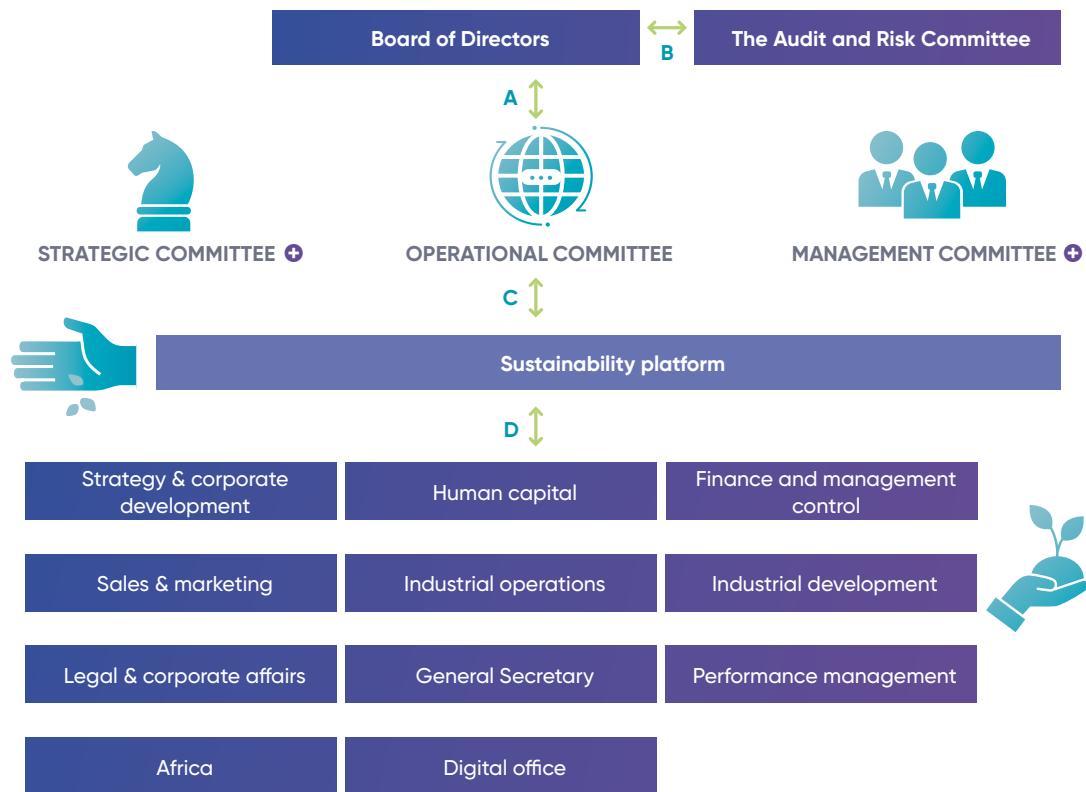 Board of Directors
B
The Audit and Risk Committee
A
STRATEGIC COMMITTEE
OPERATIONAL COMMITTEE
MANAGEMENT COMMITTEE
C
Sustainability platform
D
Strategy & corporate
development
Human capital
Finance and management
control
Sales & marketing
Industrial operations
Industrial development
Legal & corporate affairs
General Secretary
Performance management
Africa
Digital office